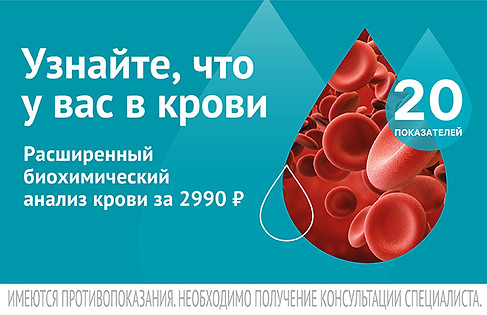 Узнайте, что
у вас в крови
20
ПОКАЗАТЕЛЕЙ
Расширенный
биохимический
анализ крови за 2990 ₽
ИМЕЮТСЯ ПРОТИВОПОКАЗАНИЯ. НЕОБХОДИМО ПОЛУЧЕНИЕ КОНСУЛЬТАЦИИ СПЕЦИАЛИСТА.